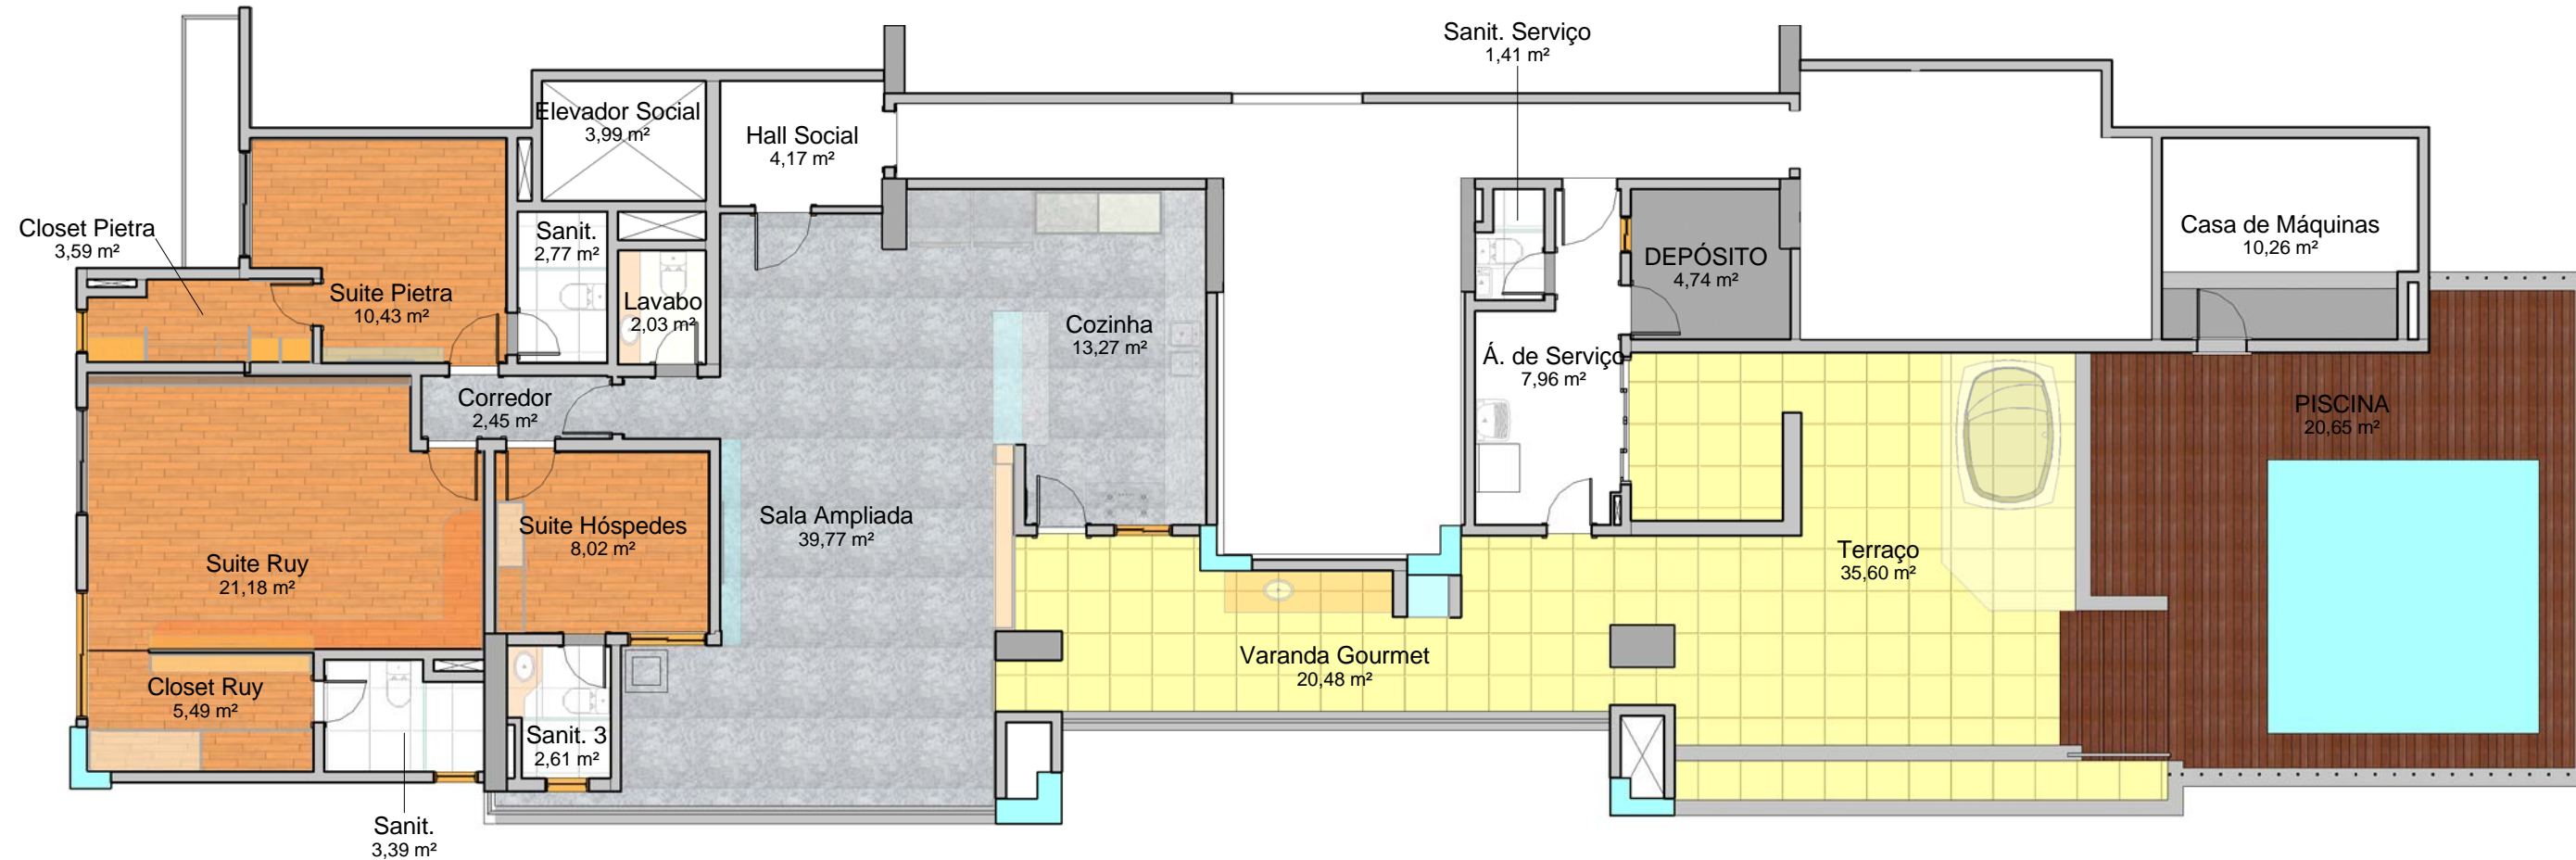 Sanit. Serviço
1,41 m²
Elevador Social
3,99 m²
Hall Social
4,17 m²
Closet Pietra
3,59 m²
Sanit.
2,77 m²
Casa de Máquinas
10,26 m²
DEPÓSITO
4,74 m²
Suite Pietra
10,43 m²
Lavabo
2,03 m²
Cozinha
13,27 m²
Á. de Serviço
7,96 m²
Corredor
2,45 m²
PISCINA
20,65 m²
Sala Ampliada
39,77 m²
Suite Hóspedes
8,02 m²
Suite Ruy
21,18 m²
Terraço
35,60 m²
Varanda Gourmet
20,48 m²
Closet Ruy
5,49 m²
Sanit. 3
2,61 m²
Sanit.
3,39 m²